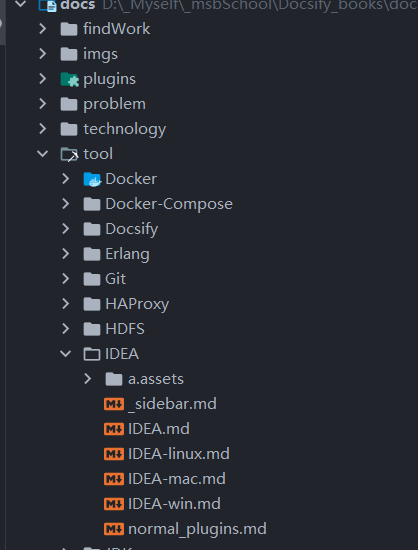 docs D:\_Myself\_msbSchool\Docsify_books\doc
findWork
imgs
plugins
problem
technology
tool
Docker
Docker-Compose
Docsify
Erlang
Git
HAProxy
HDFS
IDEA
a.assets
_sidebar.md
IDEA.md
IDEA-linux.md
IDEA-mac.md
IDEA-win.md
normal_plugins.md